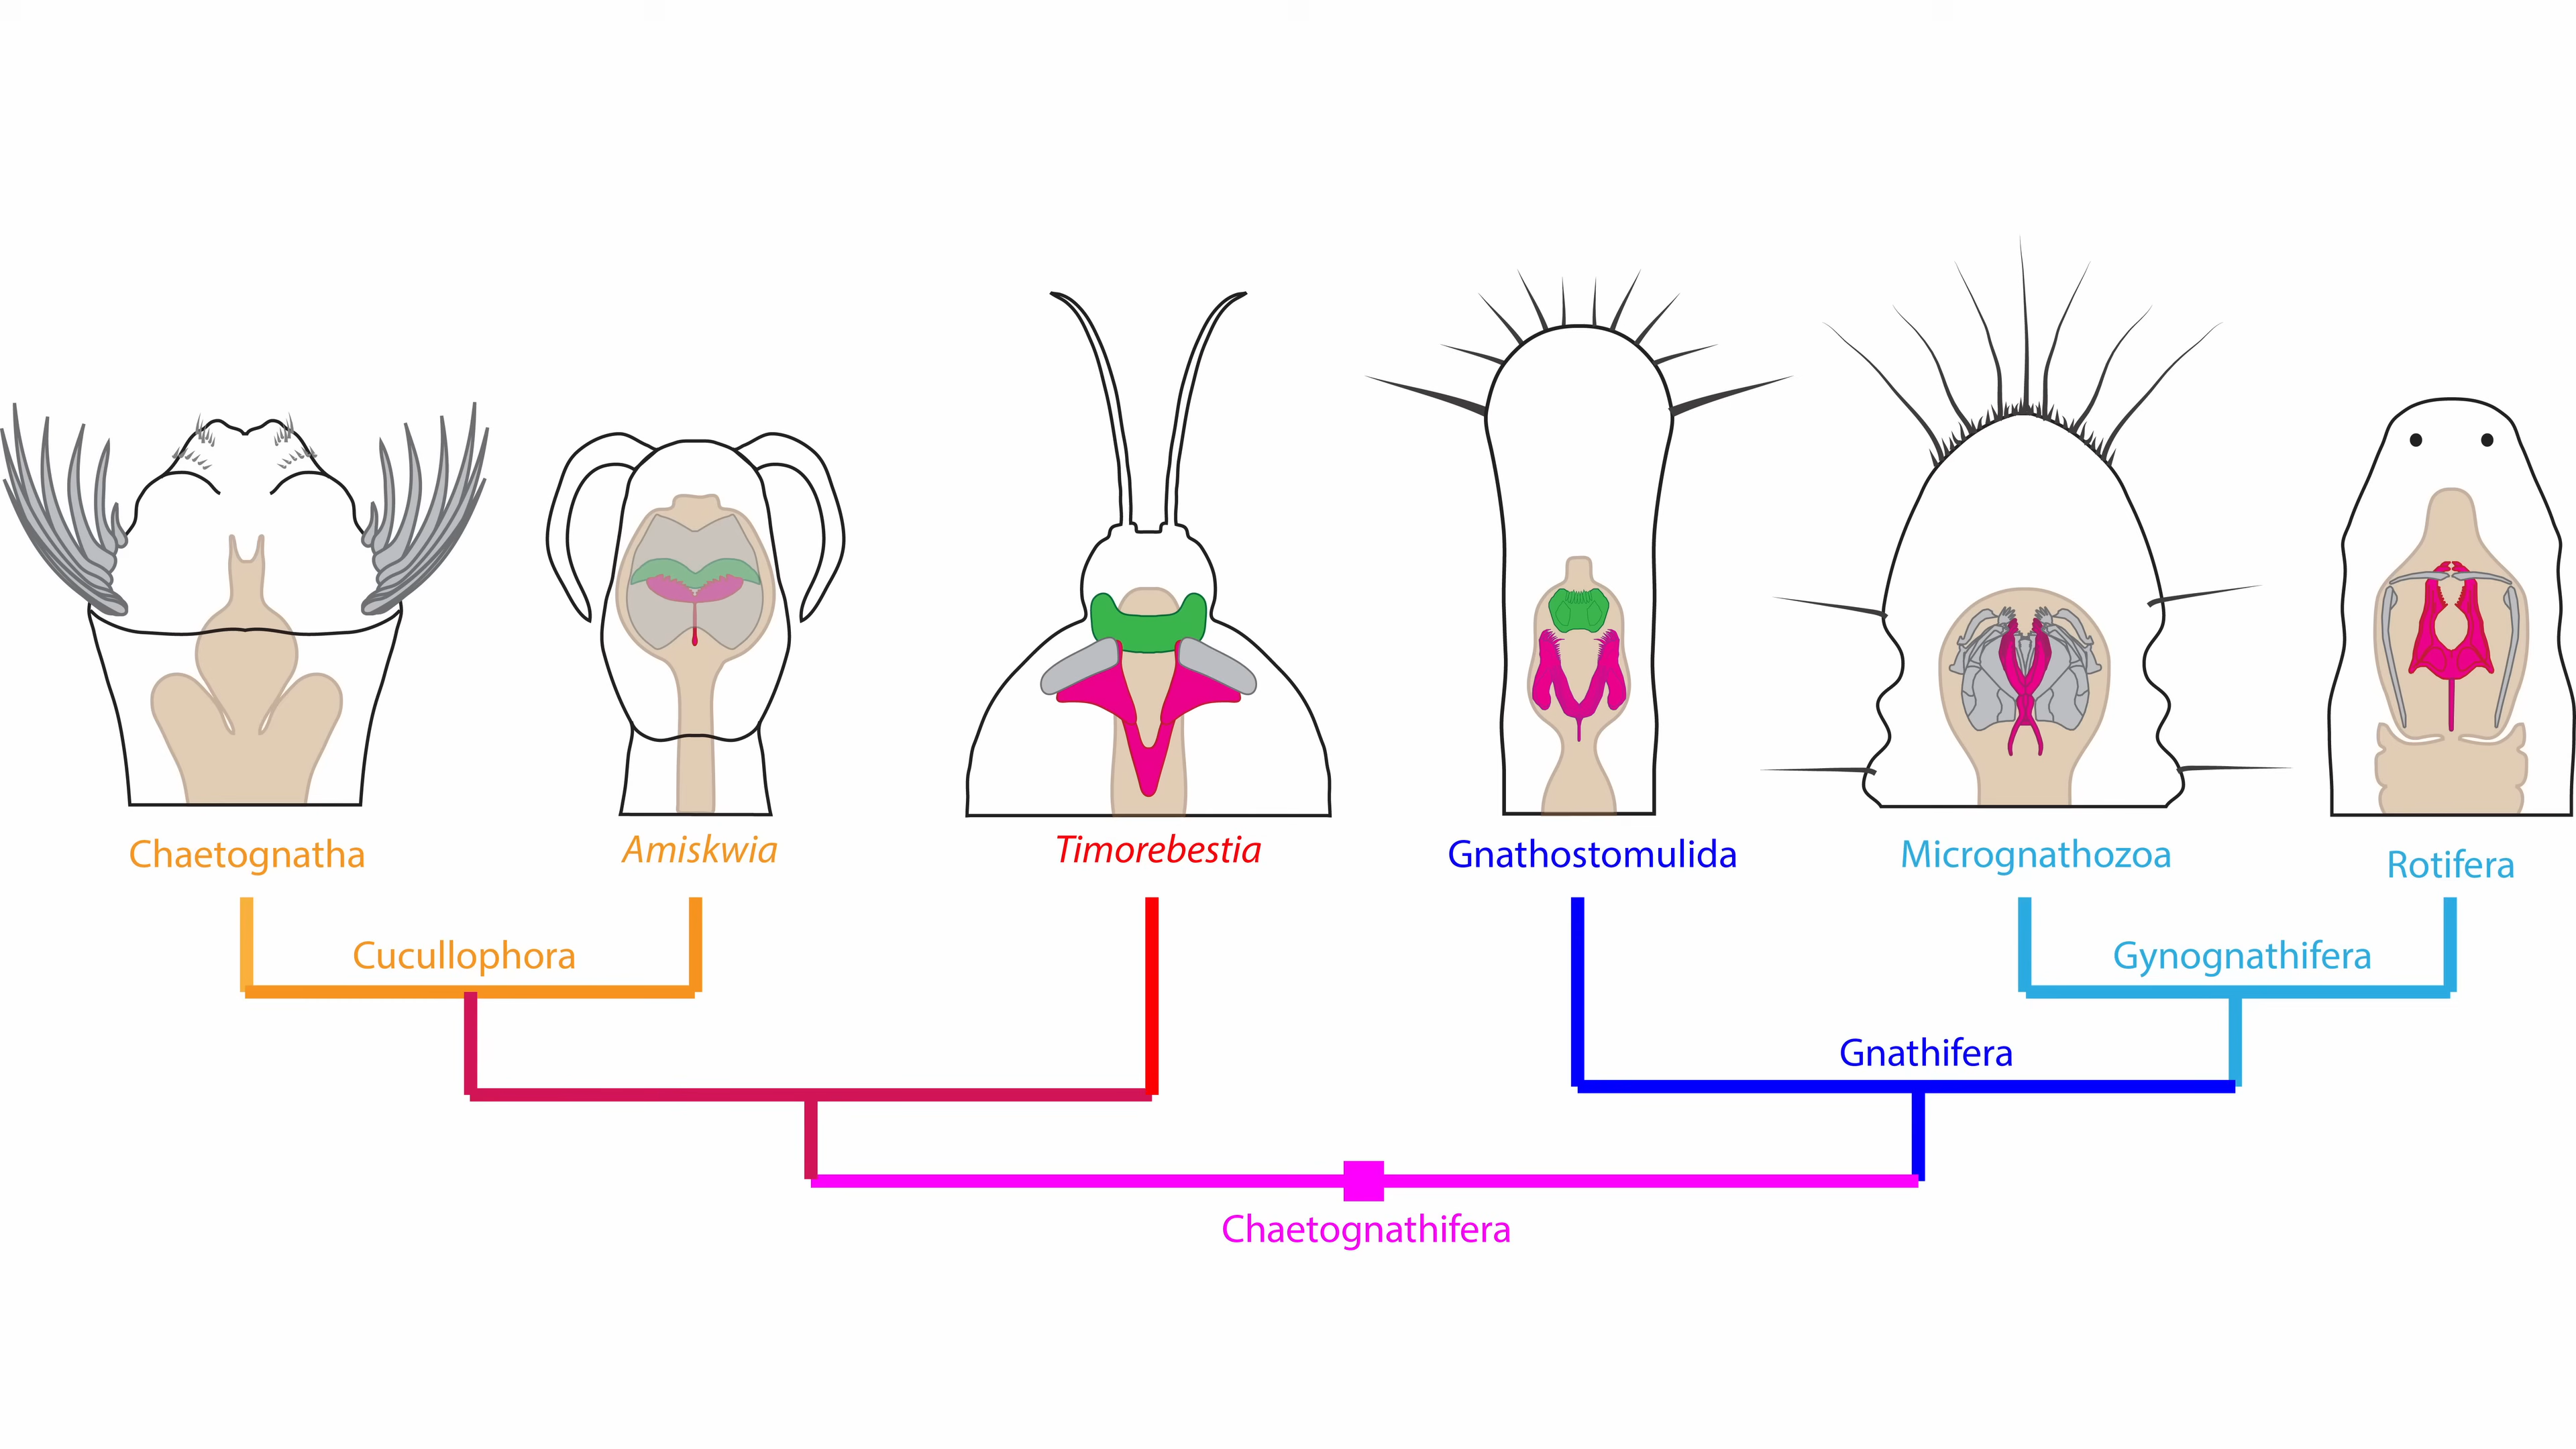 Chaetognatha
Amiskwia
Timorebestia
Gnathostomulida
Micrognathozoa
Rotifera
Cucullophora
Gynognathifera
Gnathifera
Chaetognathifera